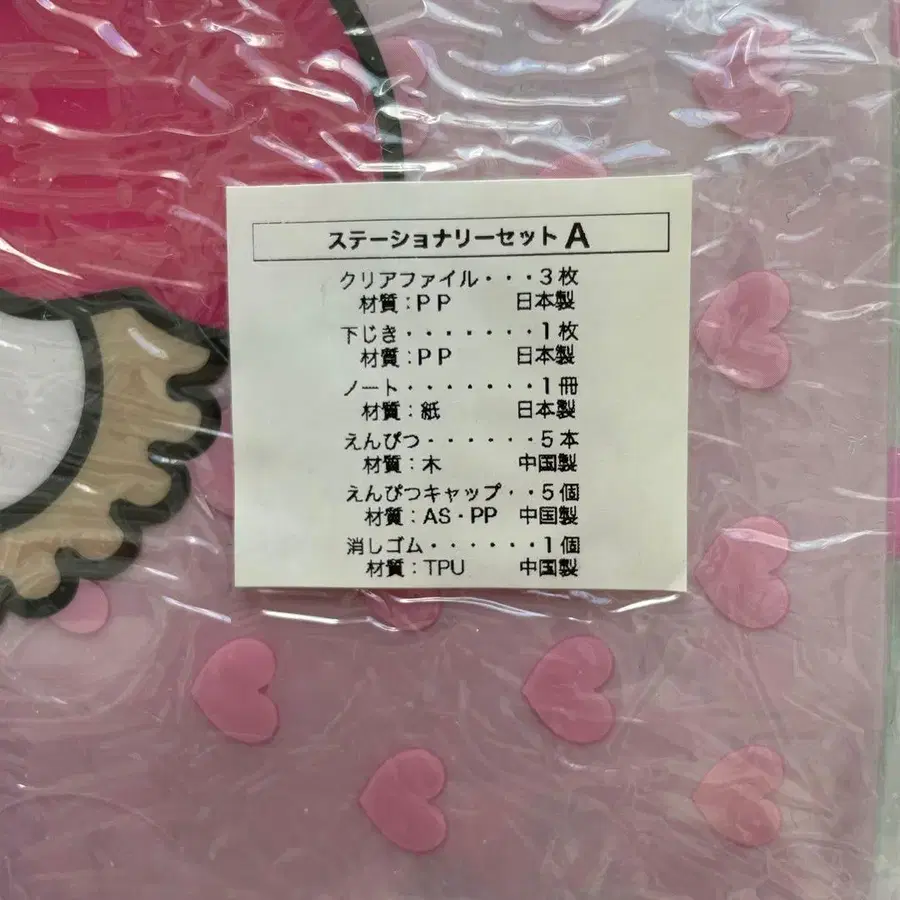 ステーショナリーセットA
クリアファイル・・・3枚
材質:PP 日本製
下じき・・・・・・・1枚
材質:PP 日本製
ノート・・・・・・・1冊
材質:紙 日本製
えんぴつ・・・・・・5本
材質:木 中国製
えんぴつキャップ・・5個
材質:AS・PP 中国製
消しゴム・・・・・・1個
材質:TPU 中国製